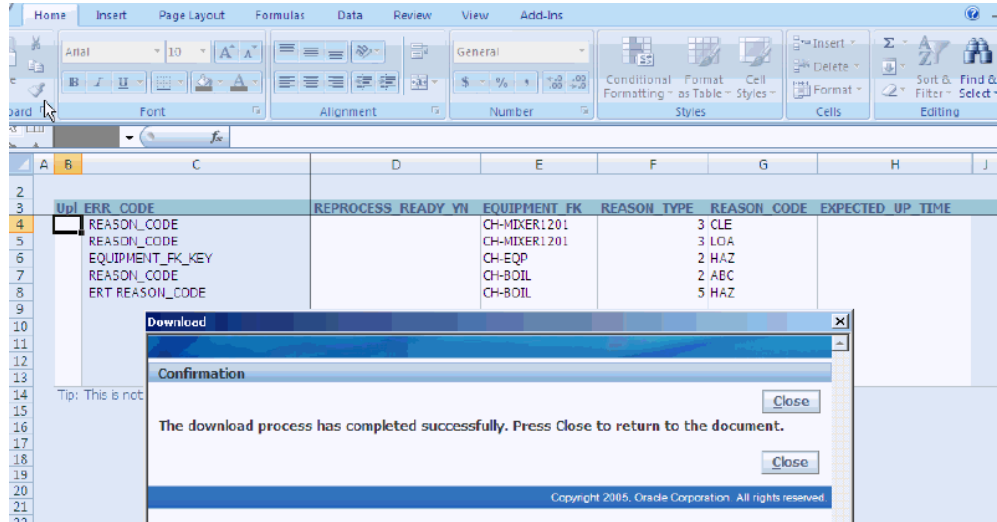 Home Insert Page Layout Formulas Data Review View Add-Ins
Arial 10 A A General Insert
Delete
B I U $ % , Conditional Format Cell Format Sort & Find &
Formatting as Table Styles Filter Select
Font Alignment Number Styles Cells Editing
fx
A B C D E F G H J
2
3 Upl ERR_CODE REPROCESS_READY_YN EQUIPMENT_FK REASON_TYPE REASON_CODE EXPECTED_UP_TIME
4 REASON_CODE CH-MIXER1201 3 CLE
5 REASON_CODE CH-MIXER1201 3 LOA
6 EQUIPMENT_FK_KEY CH-EQP 2 HAZ
7 REASON_CODE CH-BOIL 2 ABC
8 ERT REASON_CODE CH-BOIL 5 HAZ
9
10 Download
11
12
13 Confirmation
14 Tip: This is not
Close
15
16 The download process has completed successfully. Press Close to return to the document.
17
18 Close
19
20
21 Copyright 2005, Oracle Corporation. All rights reserved.